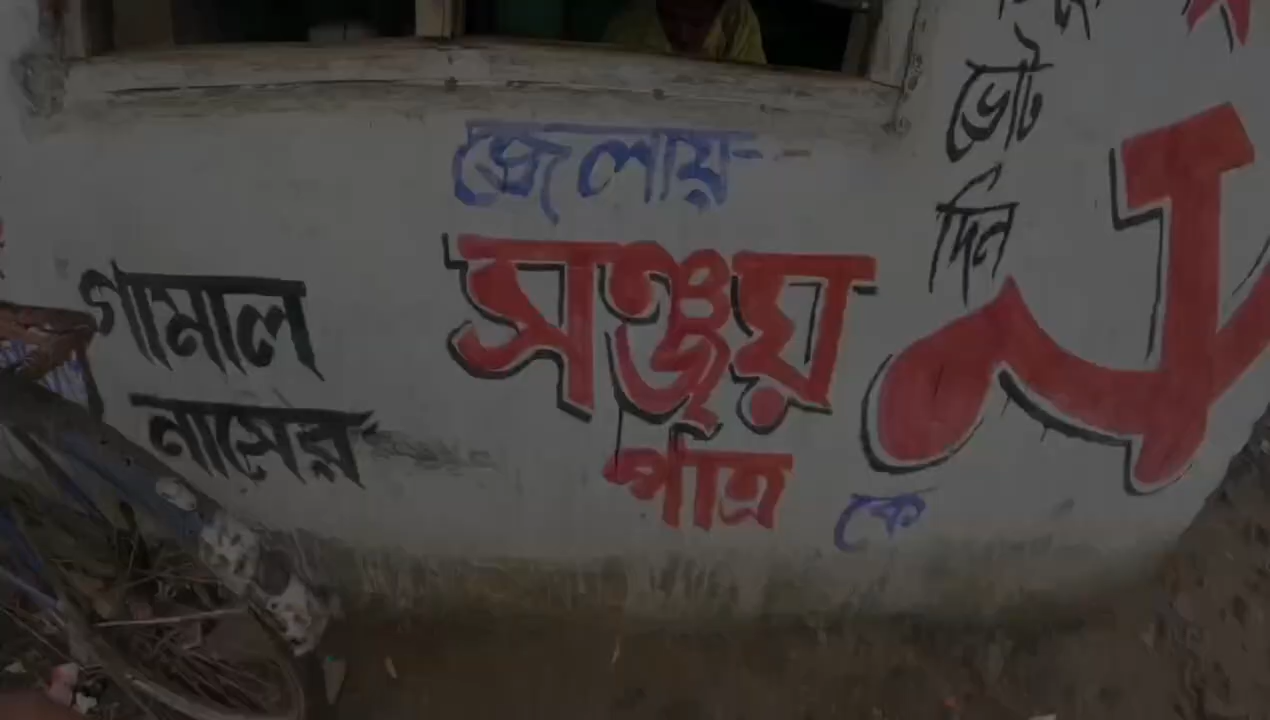 জেলায়
সঞ্জয়
পাত্র কে
গামাল
নাসের
ভোট
দিন